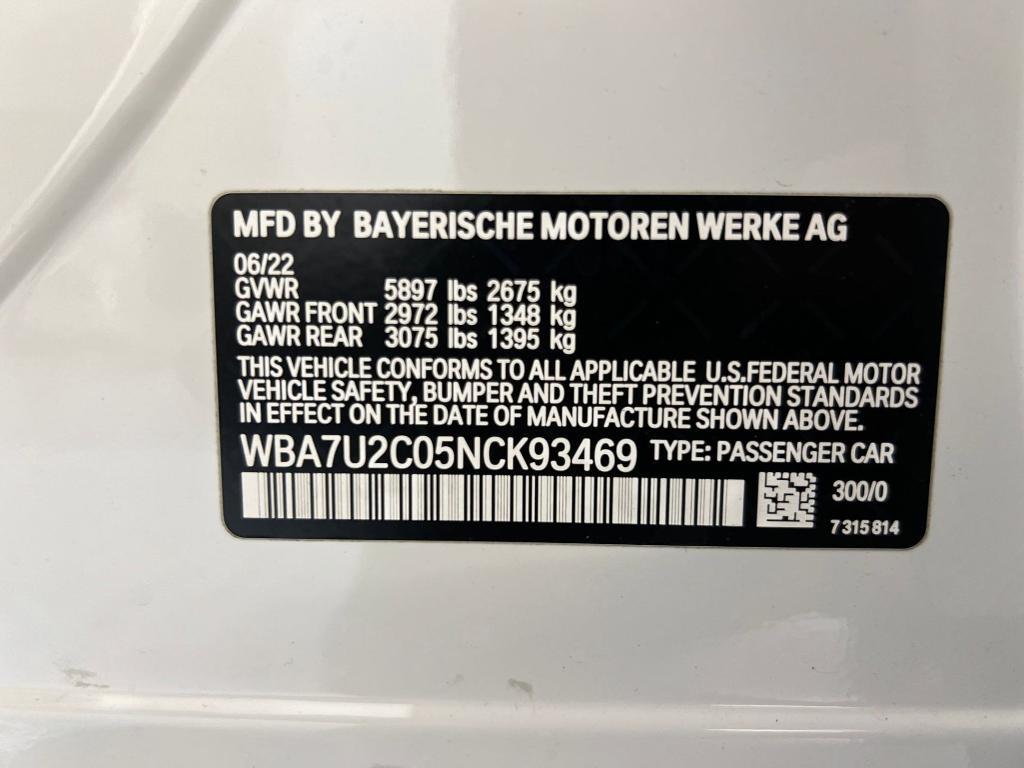 MFD BY BAYERISCHE MOTOREN WERKE AG
06/22
GVWR 5897 lbs 2675 kg
GAWR FRONT 2972 lbs 1348 kg
GAWR REAR 3075 lbs 1395 kg
THIS VEHICLE CONFORMS TO ALL APPLICABLE U.S.FEDERAL MOTOR
VEHICLE SAFETY, BUMPER AND THEFT PREVENTION STANDARDS
IN EFFECT ON THE DATE OF MANUFACTURE SHOWN ABOVE.
WBA7U2C05NCK93469 TYPE: PASSENGER CAR
300/0
7 315 814